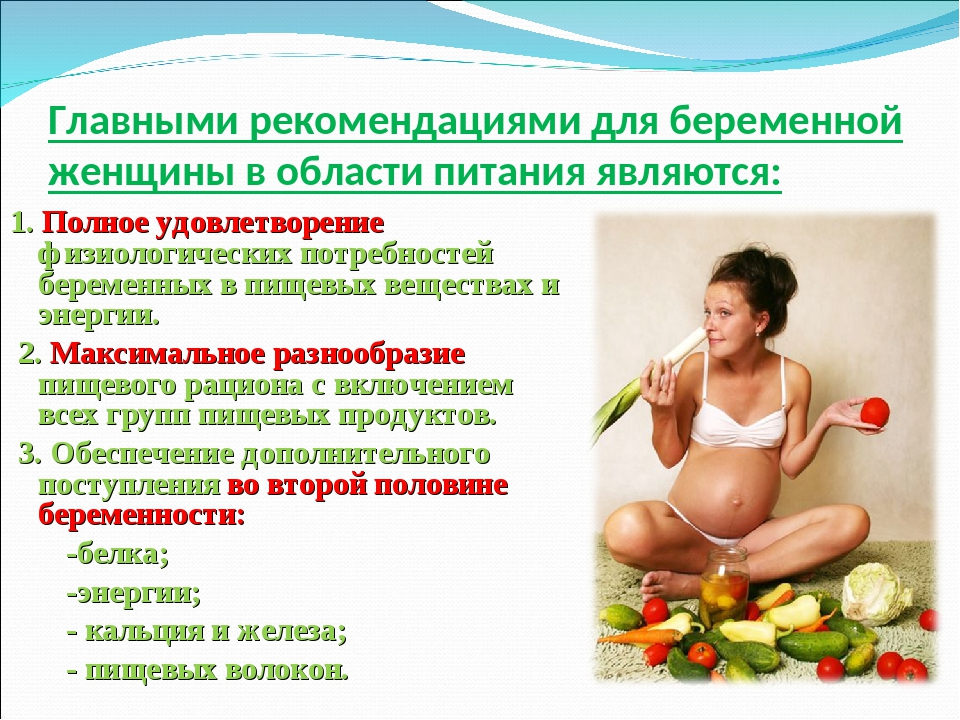 Главными рекомендациями для беременной
женщины в области питания являются:
1. Полное удовлетворение
физиологических потребностей
беременных в пищевых веществах и
энергии.
2. Максимальное разнообразие
пищевого рациона с включением
всех групп пищевых продуктов.
3. Обеспечение дополнительного
поступления во второй половине
беременности:
-белка;
-энергии;
- кальция и железа;
- пищевых волокон.